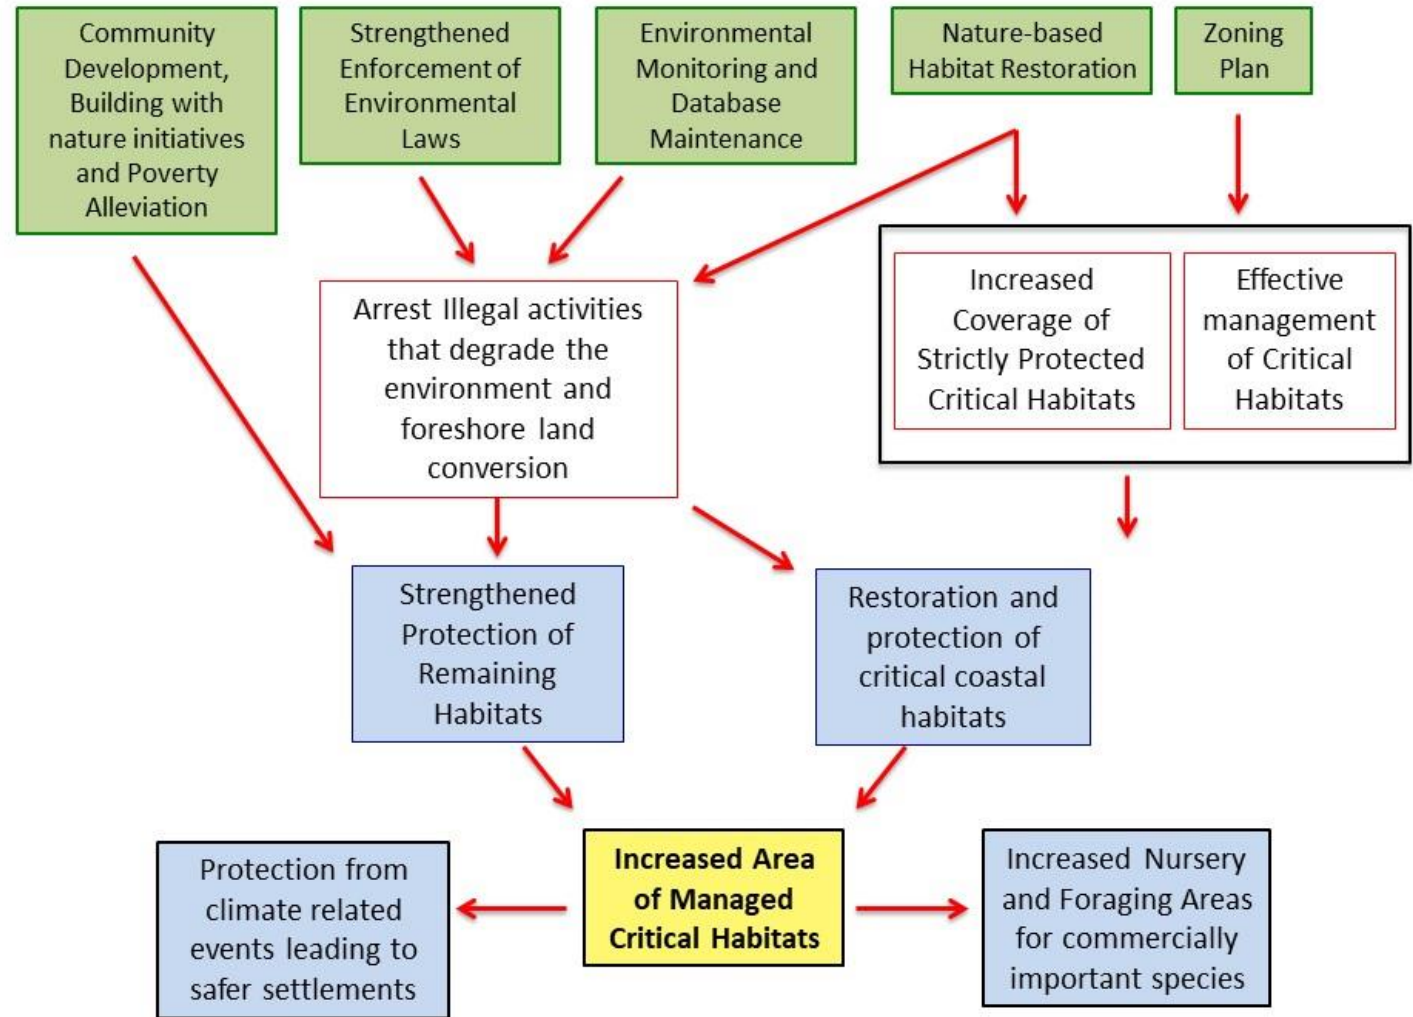 Community
Development,
Building with
nature initiatives
and Poverty
Alleviation
Strengthened
Enforcement of
Environmental
Laws
Environmental
Monitoring and
Database
Maintenance
Nature-based
Habitat Restoration
Zoning
Plan
Arrest Illegal activities
that degrade the
environment and
foreshore land
conversion
Increased
Coverage of
Strictly Protected
Critical Habitats
Effective
management
of Critical
Habitats
Strengthened
Protection of
Remaining
Habitats
Restoration and
protection of
critical coastal
habitats
Protection from
climate related
events leading to
safer settlements
Increased Area
of Managed
Critical Habitats
Increased Nursery
and Foraging Areas
for commercially
important species